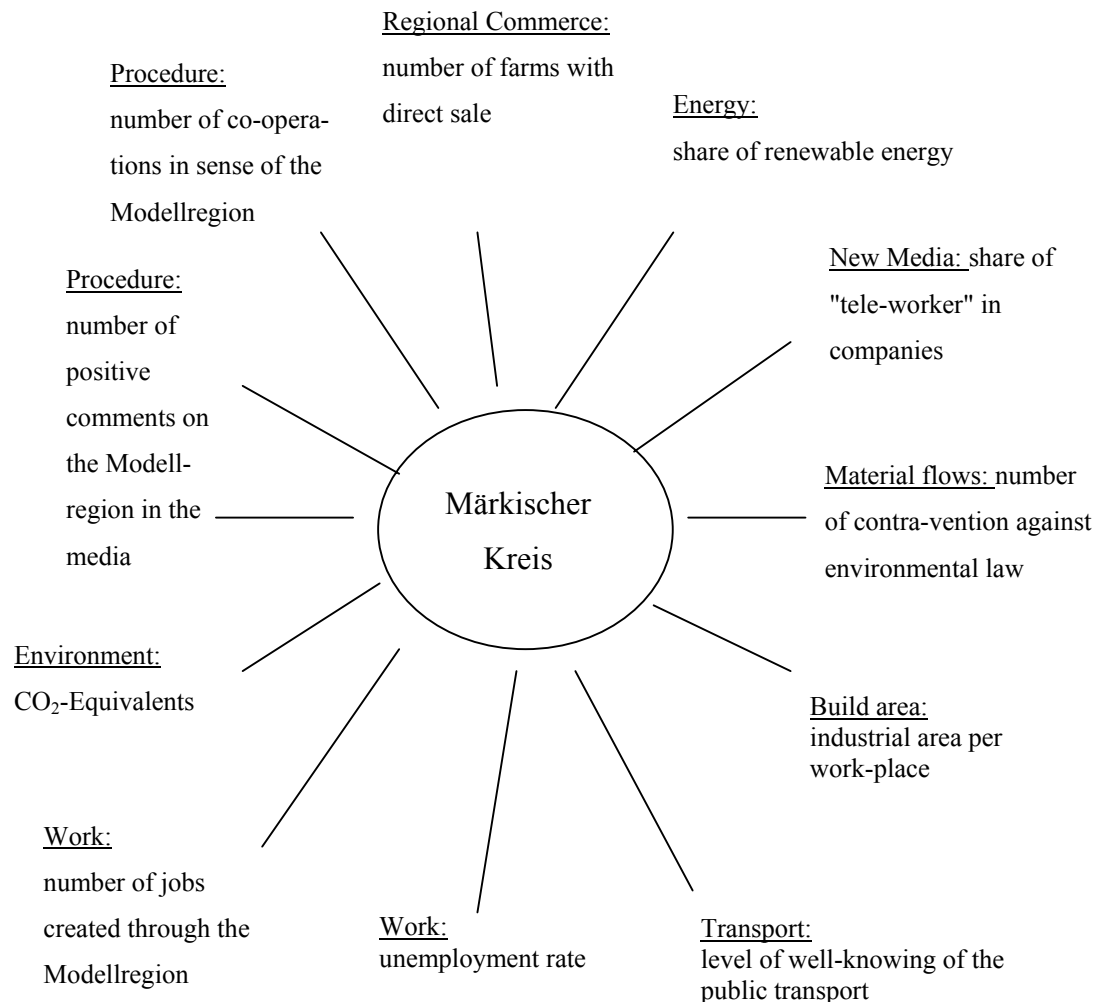 Regional Commerce:
number of farms with
direct sale
Procedure:
number of co-opera-
tions in sense of the
Modellregion
Energy:
share of renewable energy
New Media: share of
"tele-worker" in
companies
Procedure:
number of
positive
comments on
the Modell-
region in the
media
Märkischer
Kreis
Material flows: number
of contra-vention against
environmental law
Environment:
CO₂-Equivalents
Build area:
industrial area per
work-place
Work:
number of jobs
created through the
Modellregion
Work:
unemployment rate
Transport:
level of well-knowing of the
public transport